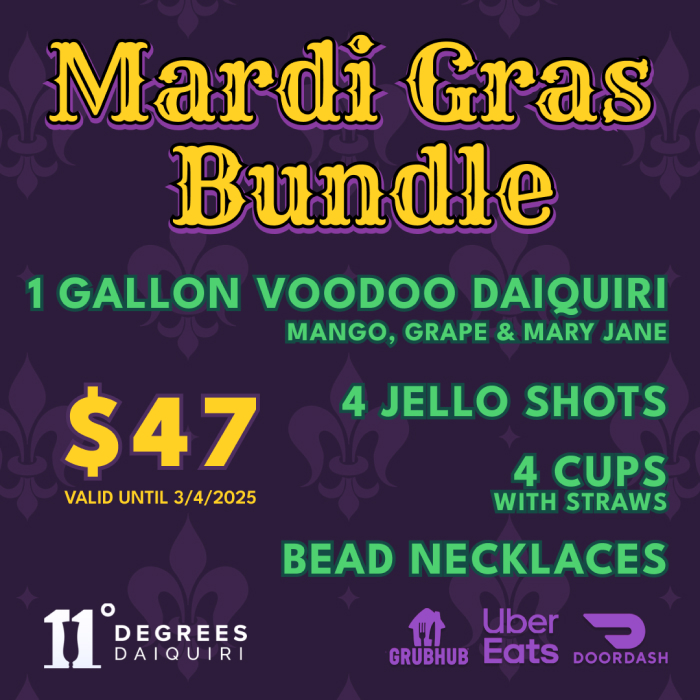 Mardi Gras
Bundle
1 GALLON VOODOO DAIQUIRI
MANGO, GRAPE & MARY JANE
$47
VALID UNTIL 3/4/2025
4 JELLO SHOTS
4 CUPS
WITH STRAWS
BEAD NECKLACES
11°
DEGREES
DAIQUIRI
GRUBHUB
Uber
Eats
DOORDASH